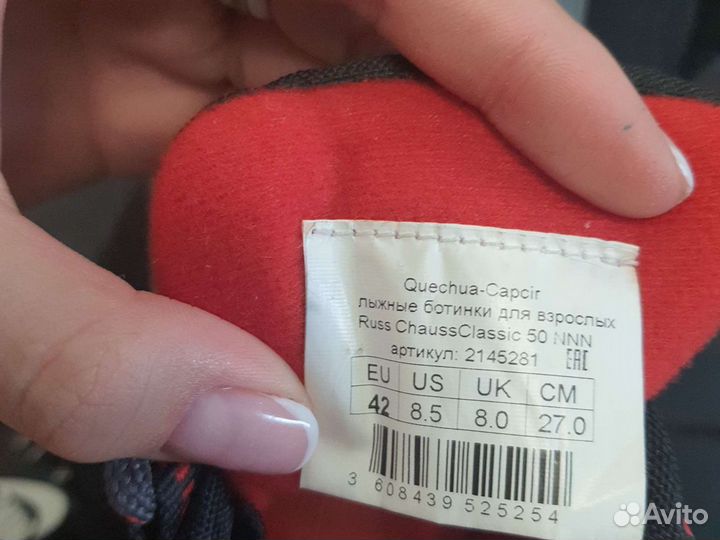 Quechua-Capcir
лыжные ботинки для взрослых
Russ ChaussClassic 50 NNN
артикул: 2145281 EAC
EU US UK CM
42 8.5 8.0 27.0
3 608439 525254
Avito